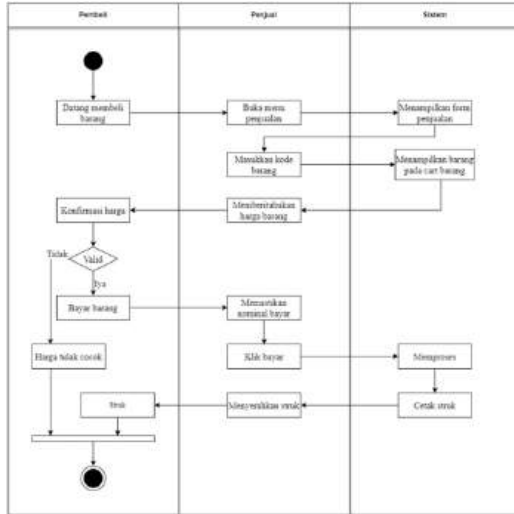 Pembeli
Penjual
Sistem
Datang membeli
barang
Buka menu
penjualan
Menampilkan form
penjualan
Masukkan kode
barang
Menampilkan barang
pada cart barang
Konfirmasi harga
Memberitahukan
harga barang
Tidak
Valid
Iya
Bayar barang
Memastikan
nominal bayar
Harga tidak cocok
Klik bayar
Memproses
Struk
Menyerahkan struk
Cetak struk